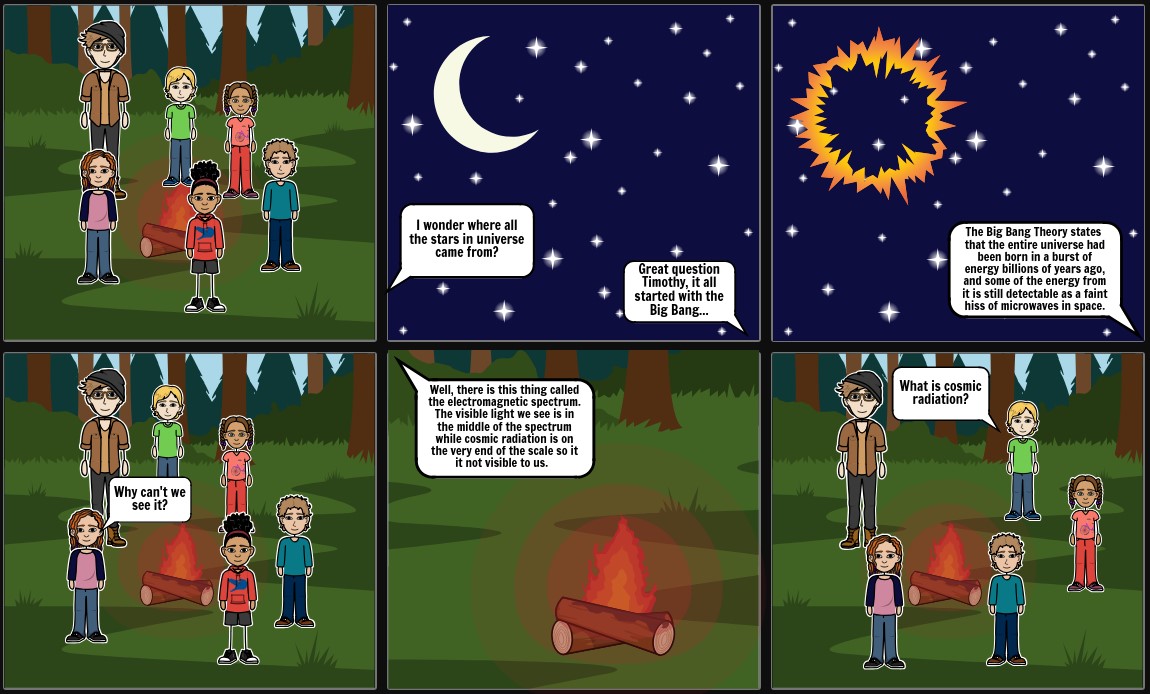 I wonder where all
the stars in universe
came from?
Great question
Timothy, it all
started with the
Big Bang...
The Big Bang Theory states
that the entire universe had
been born in a burst of
energy billions of years ago,
and some of the energy from
it is still detectable as a faint
hiss of microwaves in space.
Why can't we
see it?
Well, there is this thing called
the electromagnetic spectrum.
The visible light we see is in
the middle of the spectrum
while cosmic radiation is on
the very end of the scale so it
it not visible to us.
What is cosmic
radiation?